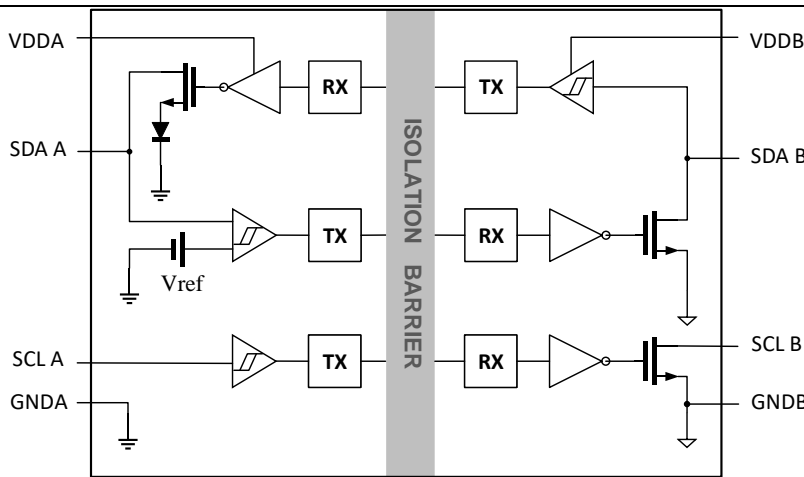 VDDA
VDDB
RX
TX
SDA A
SDA B
ISOLATION BARRIER
TX
RX
Vref
SCL A
TX
RX
SCL B
GNDA
GNDB